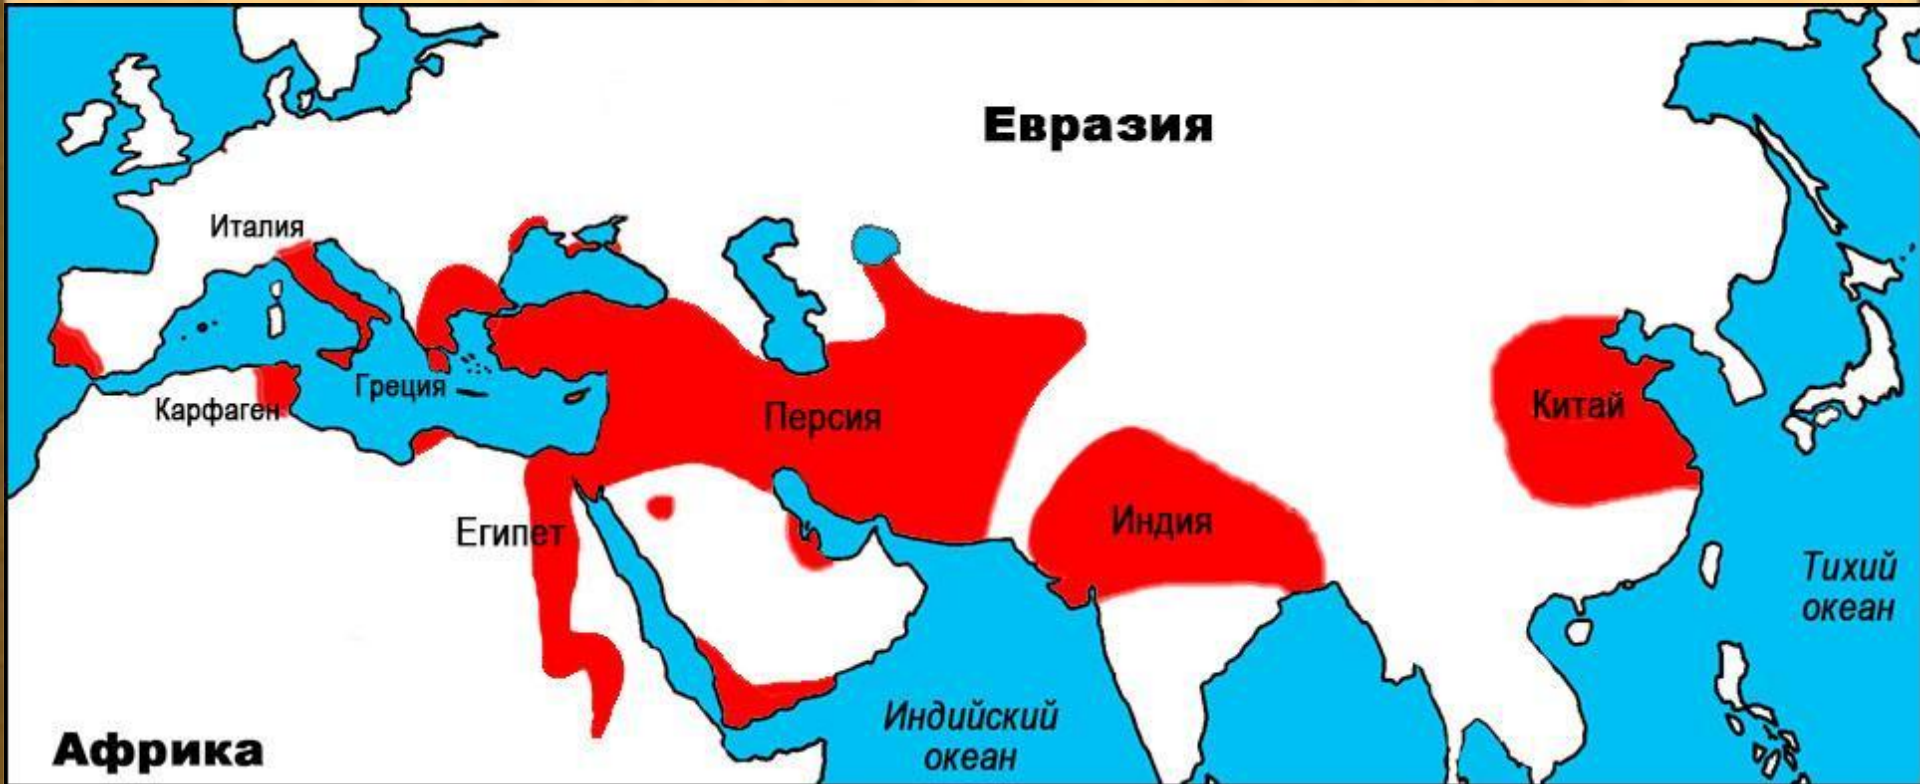 Евразия
Италия
Греция
Карфаген
Персия
Китай
Египет
Индия
Тихий
океан
Индийский
океан
Африка